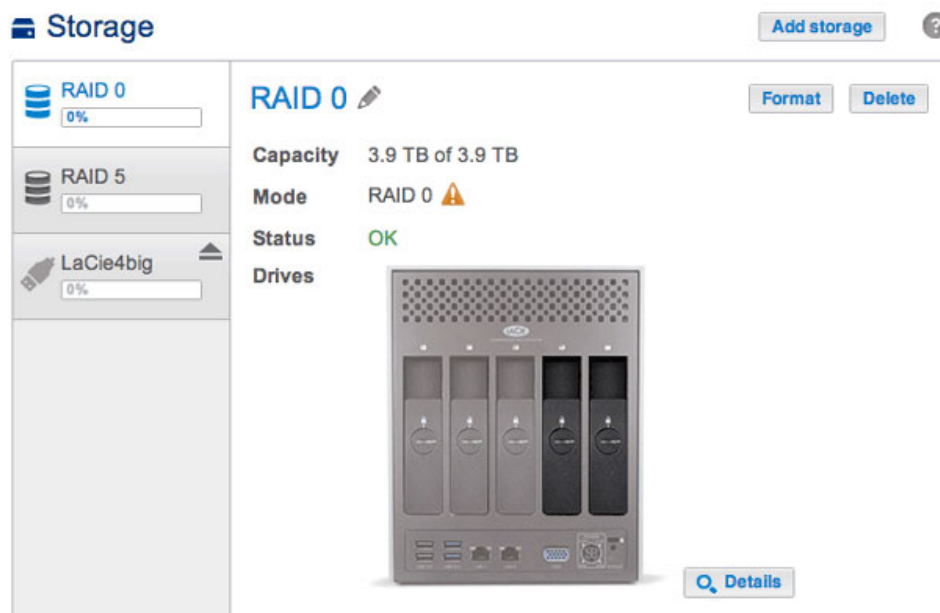 Storage
Add storage
?
RAID 0
0%
RAID 5
0%
LaCie4big
0%
RAID 0
Format
Delete
Capacity 3.9 TB of 3.9 TB
Mode RAID 0
Status OK
Drives
LACIE
Details